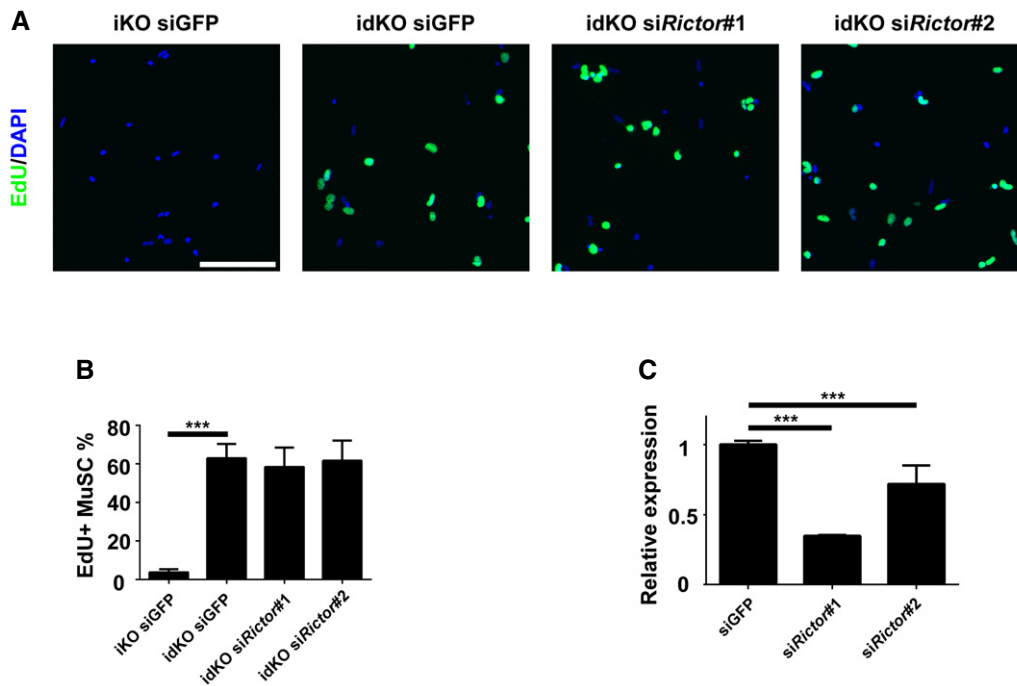 A
iKO siGFP
idKO siGFP
idKO siRictor#1
idKO siRictor#2
EdU/DAPI
B
EdU+ MuSC %
80
60
40
20
0
***
iKO siGFP
idKO siGFP
idKO siRictor#1
idKO siRictor#2
C
Relative expression
1
0.5
0
***
***
siGFP
siRictor#1
siRictor#2